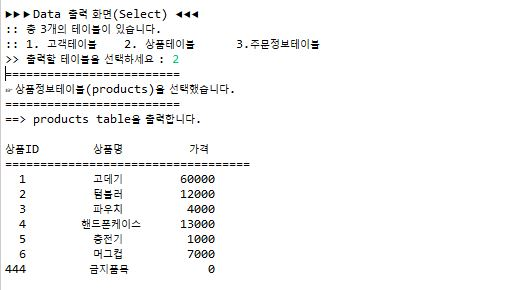 ▶▶▶Data 출력 화면(Select) ◀◀◀
:: 총 3개의 테이블이 있습니다.
:: 1. 고객테이블 2. 상품테이블 3.주문정보테이블
>> 출력할 테이블을 선택하세요 : 2
=========================
☞상품정보테이블(products)을 선택했습니다.
=========================
==> products table을 출력합니다.
상품ID 상품명 가격
===================================
1 고데기 60000
2 텀블러 12000
3 파우치 4000
4 핸드폰케이스 13000
5 충전기 1000
6 머그컵 7000
444 금지품목 0